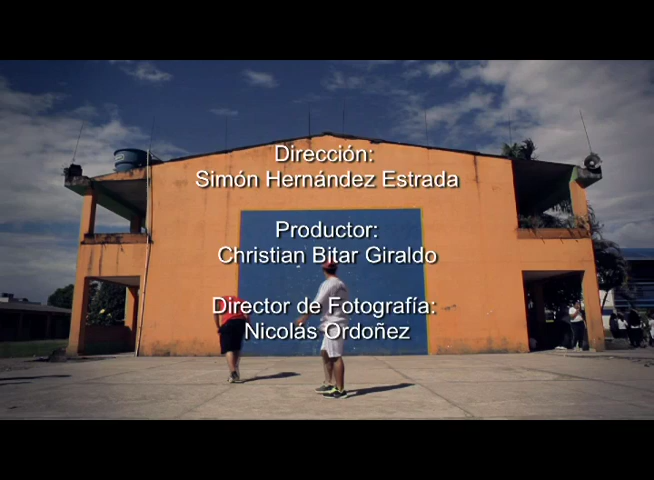 Dirección:
Simón Hernández Estrada
Productor:
Christian Bitar Giraldo
Director de Fotografía:
Nicolás Ordoñez